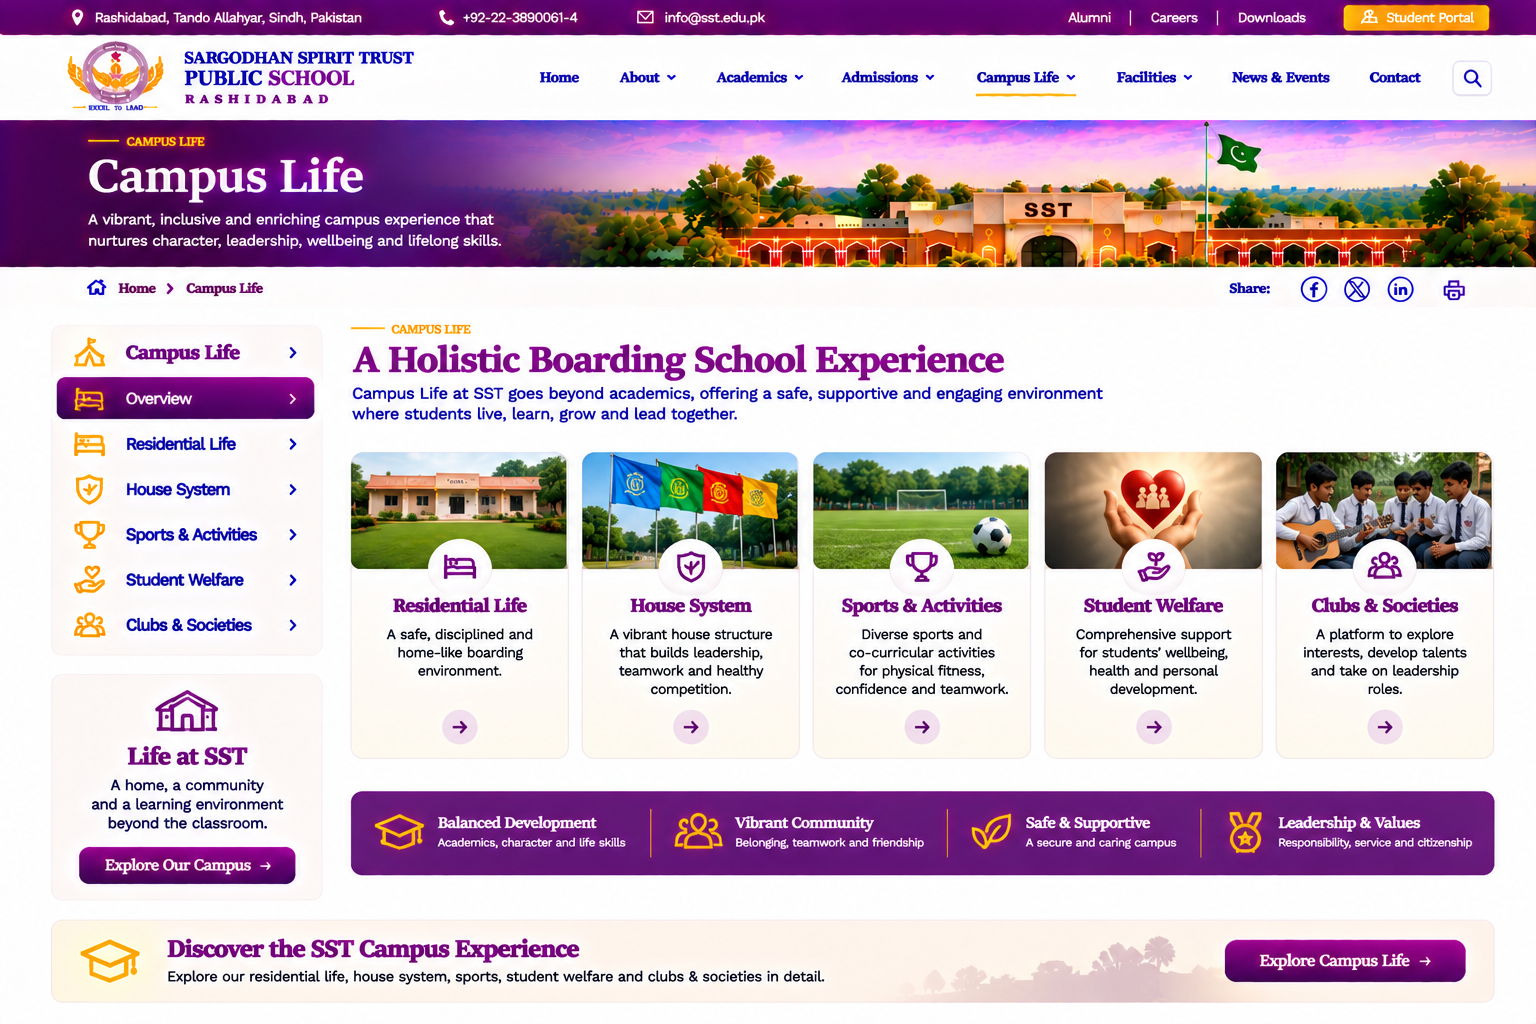 Rashidabad, Tando Allahyar, Sindh, Pakistan
+92-22-3890061-4
info@sst.edu.pk
Alumni
Careers
Downloads
Student Portal
SARGODHAN SPIRIT TRUST
PUBLIC SCHOOL
RASHIDABAD
Home
About
Academics
Admissions
Campus Life
Facilities
News & Events
Contact
CAMPUS LIFE
Campus Life
A vibrant, inclusive and enriching campus experience that
nurtures character, leadership, wellbeing and lifelong skills.
SST
Home
Campus Life
Share:
Campus Life
Overview
Residential Life
House System
Sports & Activities
Student Welfare
Clubs & Societies
Life at SST
A home, a community
and a learning environment
beyond the classroom.
Explore Our Campus
CAMPUS LIFE
A Holistic Boarding School Experience
Campus Life at SST goes beyond academics, offering a safe, supportive and engaging environment
where students live, learn, grow and lead together.
Residential Life
A safe, disciplined and
home-like boarding
environment.
House System
A vibrant house structure
that builds leadership,
teamwork and healthy
competition.
Sports & Activities
Diverse sports and
co-curricular activities
for physical fitness,
confidence and teamwork.
Student Welfare
Comprehensive support
for students’ wellbeing,
health and personal
development.
Clubs & Societies
A platform to explore
interests, develop talents
and take on leadership
roles.
Balanced Development
Academics, character and life skills
Vibrant Community
Belonging, teamwork and friendship
Safe & Supportive
A secure and caring campus
Leadership & Values
Responsibility, service and citizenship
Discover the SST Campus Experience
Explore our residential life, house system, sports, student welfare and clubs & societies in detail.
Explore Campus Life